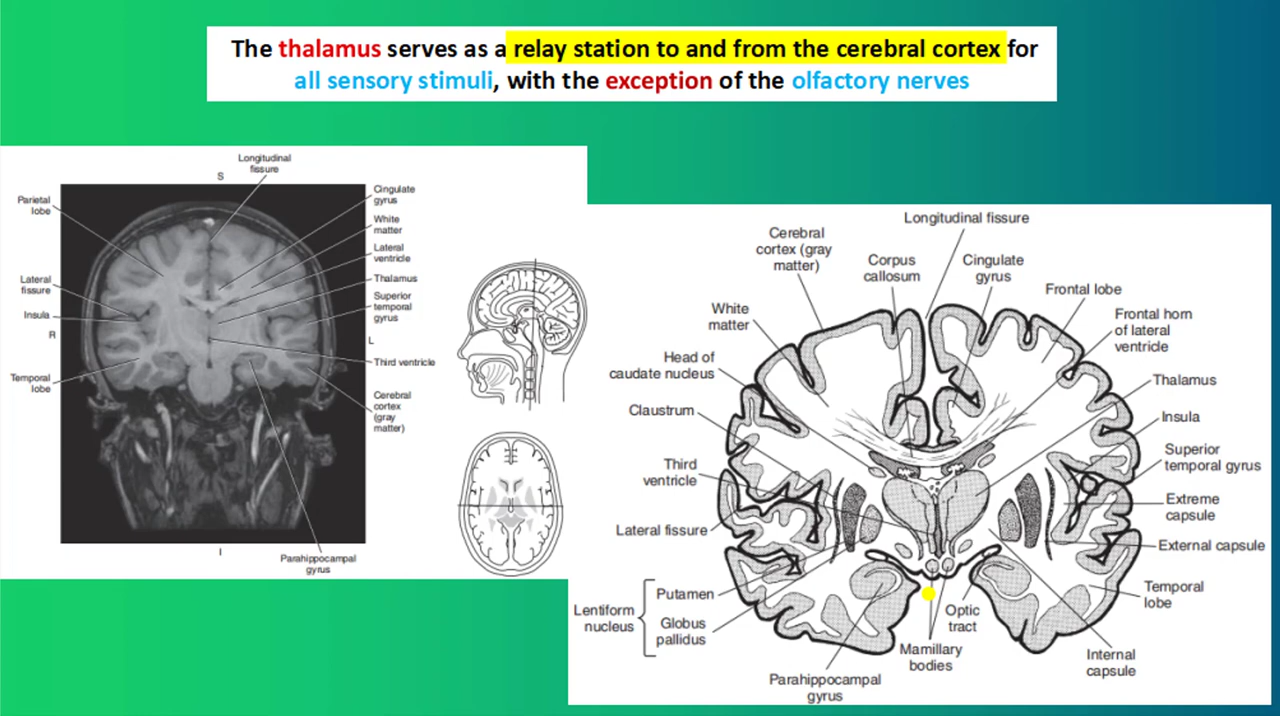 The thalamus serves as a relay station to and from the cerebral cortex for
all sensory stimuli, with the exception of the olfactory nerves
Longitudinal
fissure
S
Parietal
lobe
Lateral
fissure
Insula
R
Temporal
lobe
Cingulate
gyrus
White
matter
Lateral
ventricle
Thalamus
Superior
temporal
gyrus
L
Third ventricle
Cerebral
cortex
(gray
matter)
I
Parahippocampal
gyrus
Longitudinal fissure
Cerebral
cortex (gray
matter)
Corpus
callosum
Cingulate
gyrus
Frontal lobe
White
matter
Frontal horn
of lateral
ventricle
Head of
caudate nucleus
Thalamus
Claustrum
Insula
Third
ventricle
Superior
temporal gyrus
Extreme
capsule
Lateral fissure
External capsule
Lentiform
nucleus
Putamen
Globus
pallidus
Temporal
lobe
Optic
tract
Mamillary
bodies
Internal
capsule
Parahippocampal
gyrus